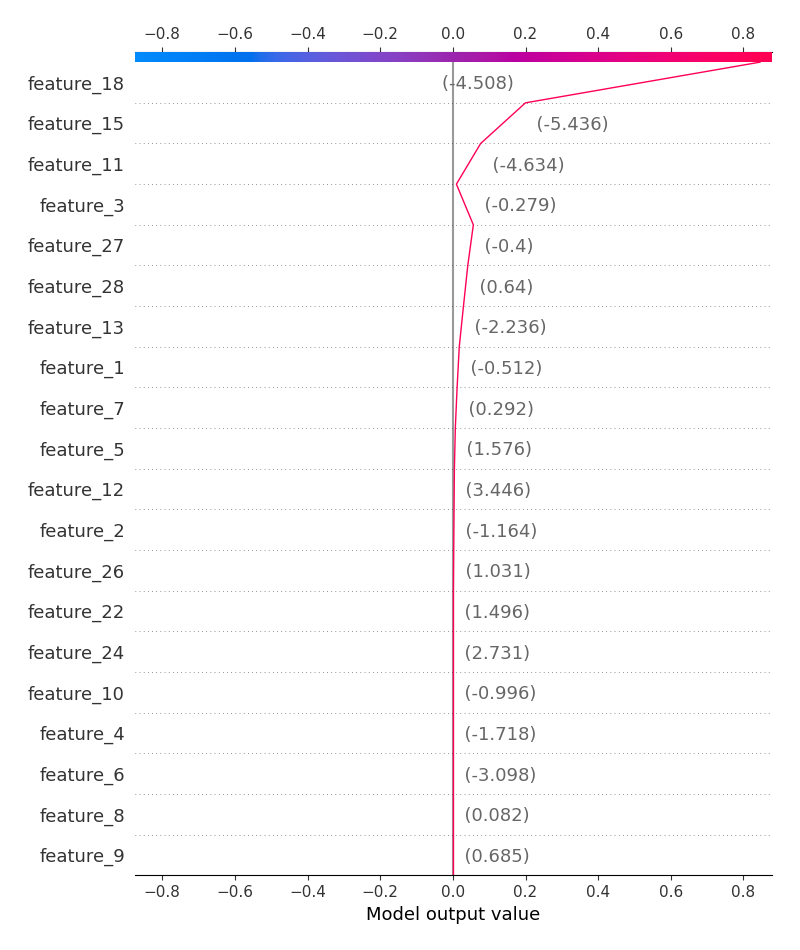 −0.8 −0.6 −0.4 −0.2 0.0 0.2 0.4 0.6 0.8
feature_18 (-4.508)
feature_15 (-5.436)
feature_11 (-4.634)
feature_3 (-0.279)
feature_27 (-0.4)
feature_28 (0.64)
feature_13 (-2.236)
feature_1 (-0.512)
feature_7 (0.292)
feature_5 (1.576)
feature_12 (3.446)
feature_2 (-1.164)
feature_26 (1.031)
feature_22 (1.496)
feature_24 (2.731)
feature_10 (-0.996)
feature_4 (-1.718)
feature_6 (-3.098)
feature_8 (0.082)
feature_9 (0.685)
−0.8 −0.6 −0.4 −0.2 0.0 0.2 0.4 0.6 0.8
Model output value